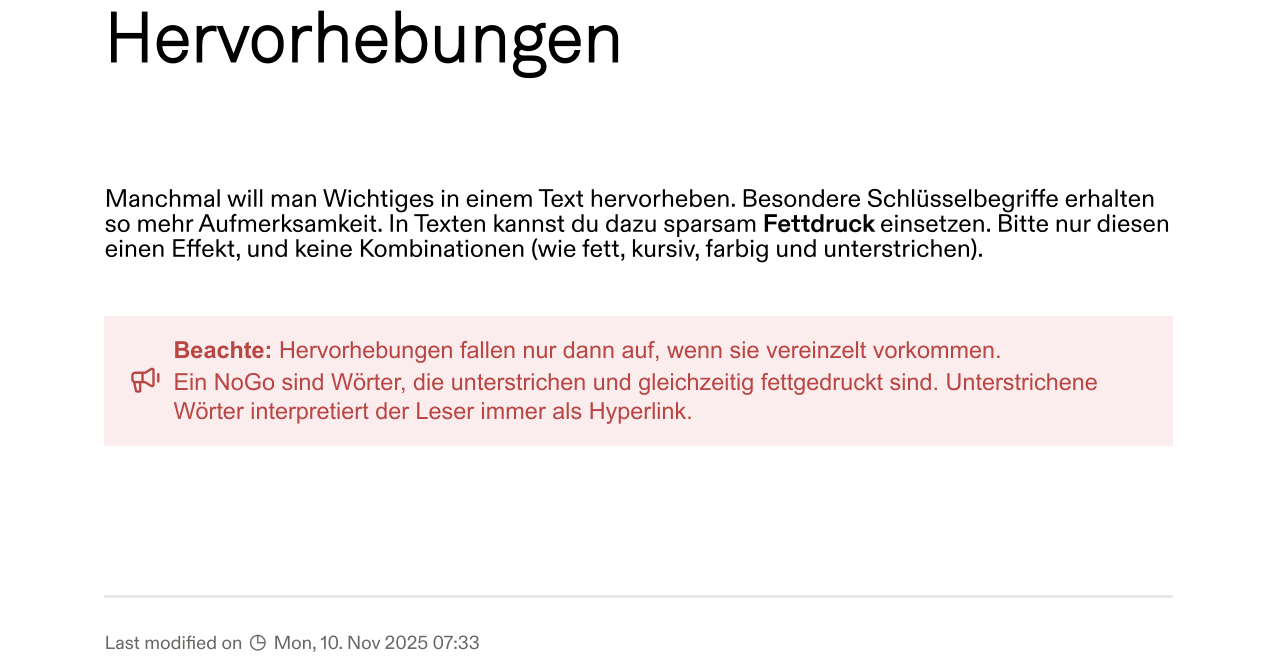 Hervorhebungen
Manchmal will man Wichtiges in einem Text hervorheben. Besondere Schlüsselbegriffe erhalten
so mehr Aufmerksamkeit. In Texten kannst du dazu sparsam Fettdruck einsetzen. Bitte nur diesen
einen Effekt, und keine Kombinationen (wie fett, kursiv, farbig und unterstrichen).
Beachte: Hervorhebungen fallen nur dann auf, wenn sie vereinzelt vorkommen.
Ein NoGo sind Wörter, die unterstrichen und gleichzeitig fettgedruckt sind. Unterstrichene
Wörter interpretiert der Leser immer als Hyperlink.
Last modified on Mon, 10. Nov 2025 07:33